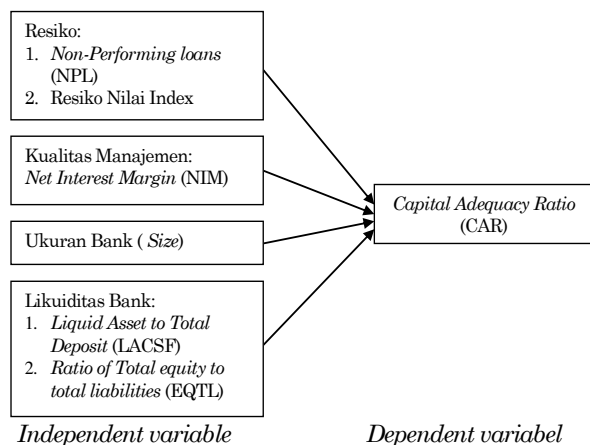 Resiko:
1. Non-Performing loans
(NPL)
2. Resiko Nilai Index
Kualitas Manajemen:
Net Interest Margin (NIM)
Ukuran Bank ( Size)
Likuiditas Bank:
1. Liquid Asset to Total
Deposit (LACSF)
2. Ratio of Total equity to
total liabilities (EQTL)
Capital Adequacy Ratio
(CAR)
Independent variable
Dependent variabel